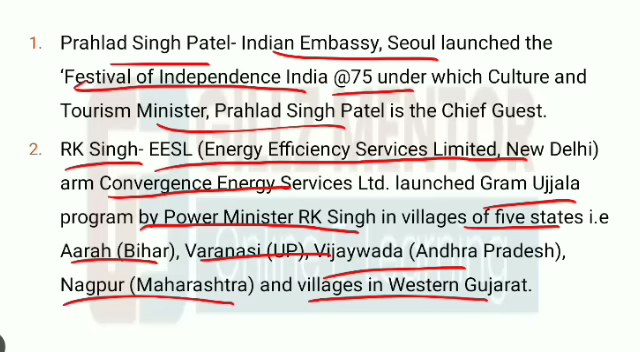 1. Prahlad Singh Patel- Indian Embassy, Seoul launched the
‘Festival of Independence India @75 under which Culture and
Tourism Minister, Prahlad Singh Patel is the Chief Guest.
2. RK Singh- EESL (Energy Efficiency Services Limited, New Delhi)
arm Convergence Energy Services Ltd. launched Gram Ujjala
program by Power Minister RK Singh in villages of five states i.e
Aarah (Bihar), Varanasi (UP), Vijaywada (Andhra Pradesh),
Nagpur (Maharashtra) and villages in Western Gujarat.